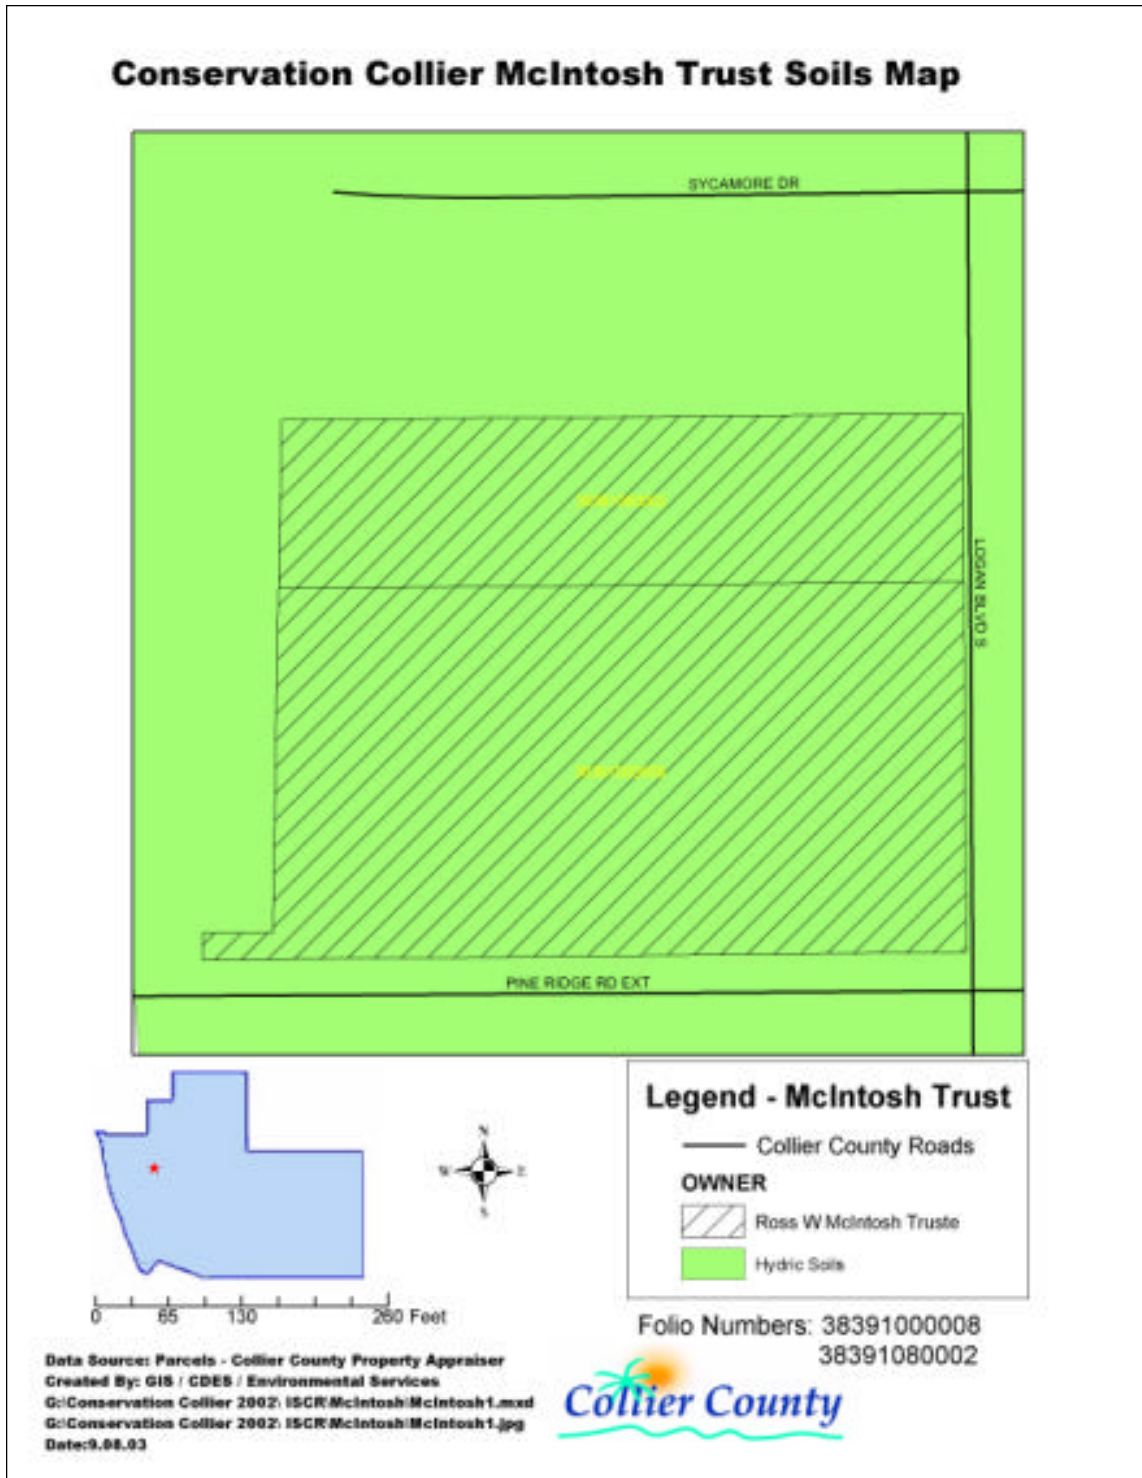 Conservation Collier McIntosh Trust Soils Map
SYCAMORE DR
LOGAN BLVD S
PINE RIDGE RD EXT
Legend - McIntosh Trust
Collier County Roads
OWNER
Ross W McIntosh Truste
Hydric Soils
N
W E
S
0 65 130 260 Feet
Folio Numbers: 38391000008
38391080002
Data Source: Parcels - Collier County Property Appraiser
Created By: GIS / CDES / Environmental Services
G:\Conservation Collier 2002\ ISCR\McIntosh\McIntosh1.mxd
G:\Conservation Collier 2002\ ISCR\McIntosh\McIntosh1.jpg
Date:9.08.03
Collier County